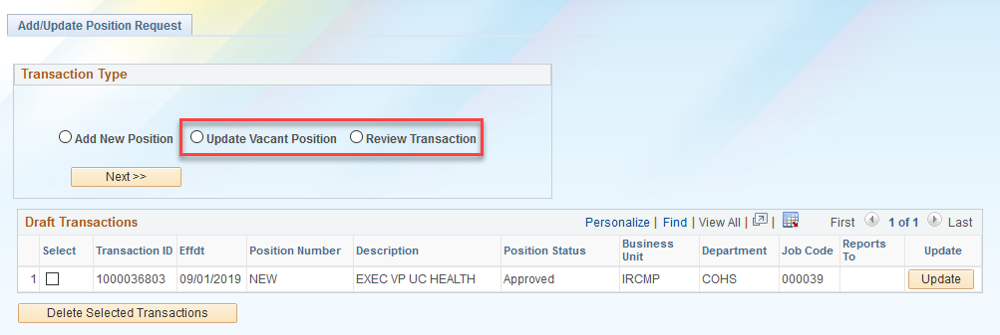 Add/Update Position Request
Transaction Type
Add New Position Update Vacant Position Review Transaction
Next >>
Draft Transactions Personalize | Find | View All | | First 1 of 1 Last
Select Transaction ID Effdt Position Number Description Position Status Business Unit Department Job Code Reports To Update
1 1000036803 09/01/2019 NEW EXEC VP UC HEALTH Approved IRCMP COHS 000039 Update
Delete Selected Transactions